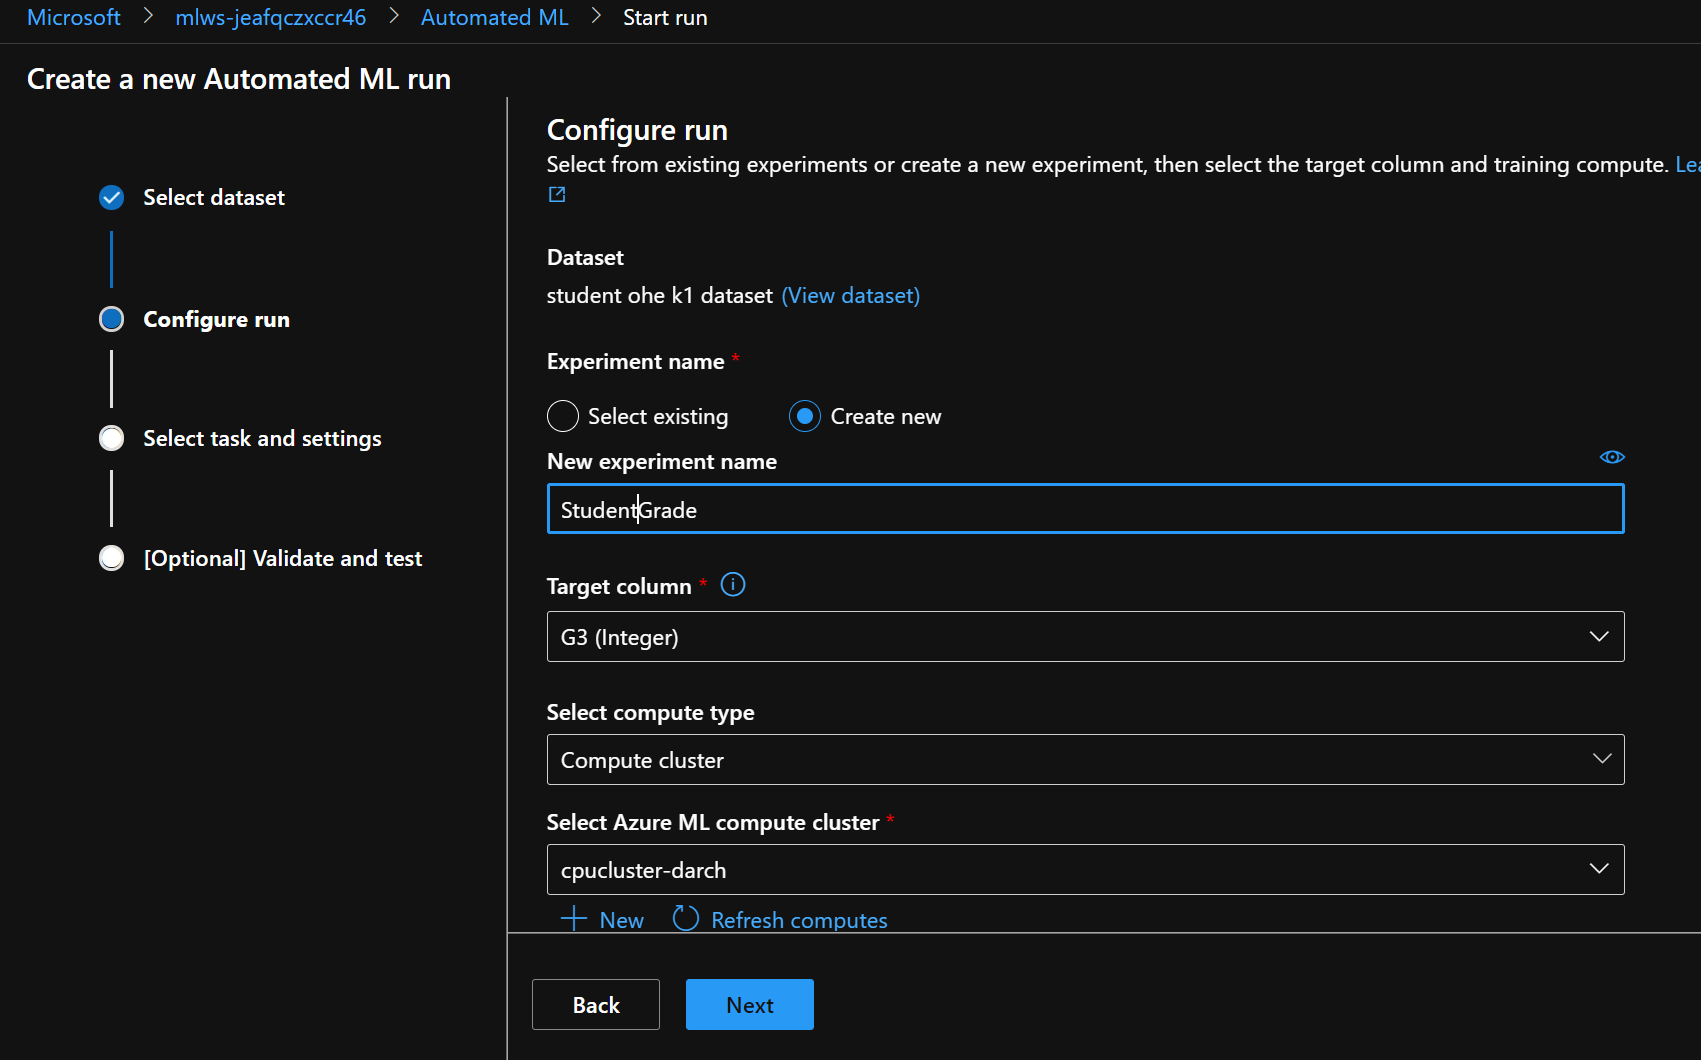 Microsoft > mlws-jeafqczxccr46 > Automated ML > Start run
Create a new Automated ML run
Select dataset
Configure run
Select task and settings
[Optional] Validate and test
Configure run
Select from existing experiments or create a new experiment, then select the target column and training compute. Lea
Dataset
student ohe k1 dataset (View dataset)
Experiment name *
Select existing
Create new
New experiment name
StudentGrade
Target column *
G3 (Integer)
Select compute type
Compute cluster
Select Azure ML compute cluster *
cpucluster-darch
New Refresh computes
Back Next